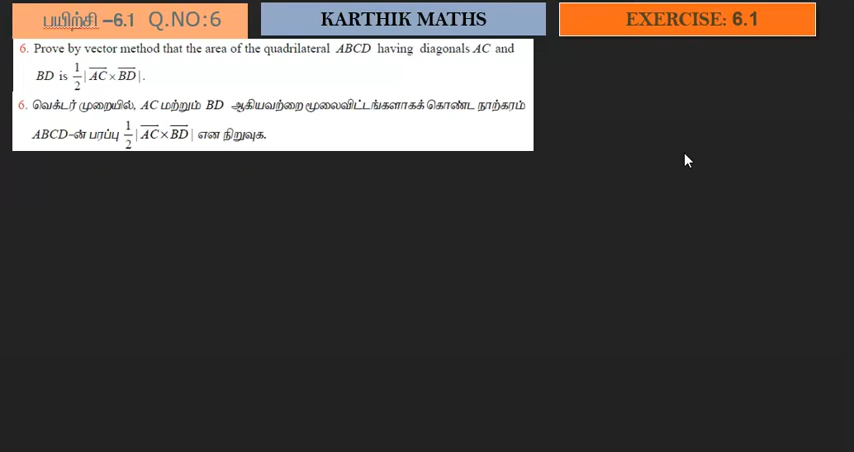 பயிற்சி –6.1 Q.NO:6
KARTHIK MATHS
EXERCISE: 6.1
6. Prove by vector method that the area of the quadrilateral ABCD having diagonals AC and
BD is 1/2 | AC × BD |.
6. வெக்டர் முறையில், AC மற்றும் BD ஆகியவற்றை மூலைவிட்டங்களாகக் கொண்ட நாற்கரம்
ABCD-ன் பரப்பு 1/2 | AC × BD | என நிறுவுக.